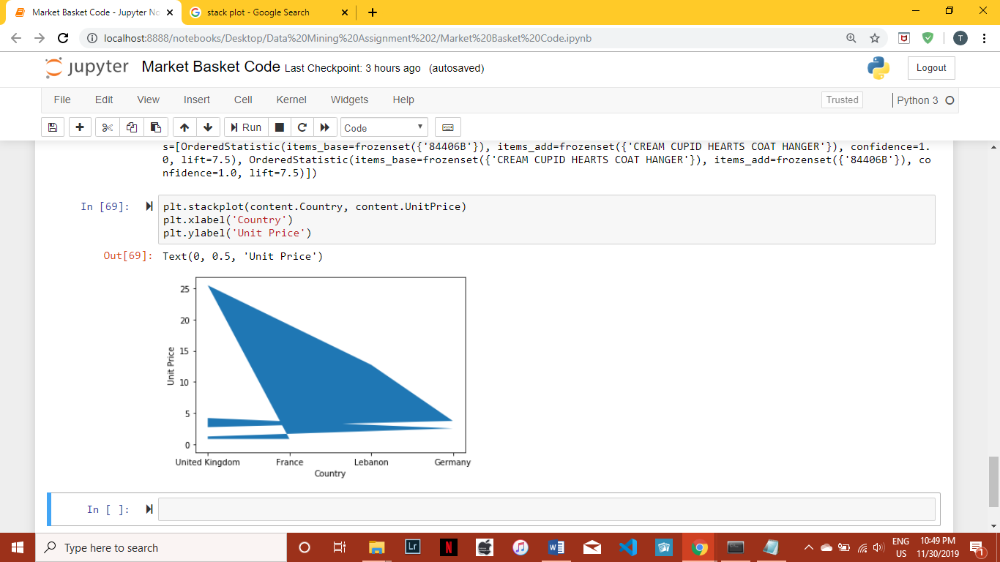 Market Basket Code - Jupyter No
stack plot - Google Search
localhost:8888/notebooks/Desktop/Data%20Mining%20Assignment%202/Market%20Basket%20Code.ipynb
T
jupyter Market Basket Code Last Checkpoint: 3 hours ago (autosaved)
Logout
File Edit View Insert Cell Kernel Widgets Help
Trusted
Python 3
Run
Code
s=[OrderedStatistic(items_base=frozenset({'84406B'}), items_add=frozenset({'CREAM CUPID HEARTS COAT HANGER'}), confidence=1.
0, lift=7.5), OrderedStatistic(items_base=frozenset({'CREAM CUPID HEARTS COAT HANGER'}), items_add=frozenset({'84406B'}), co
nfidence=1.0, lift=7.5)])
In [69]:
plt.stackplot(content.Country, content.UnitPrice)
plt.xlabel('Country')
plt.ylabel('Unit Price')
Out[69]: Text(0, 0.5, 'Unit Price')
25
20
15
10
5
0
Unit Price
United Kingdom France Lebanon Germany
Country
In [ ]:
Type here to search
Lr
N
W
ENG
US
10:49 PM
11/30/2019
1